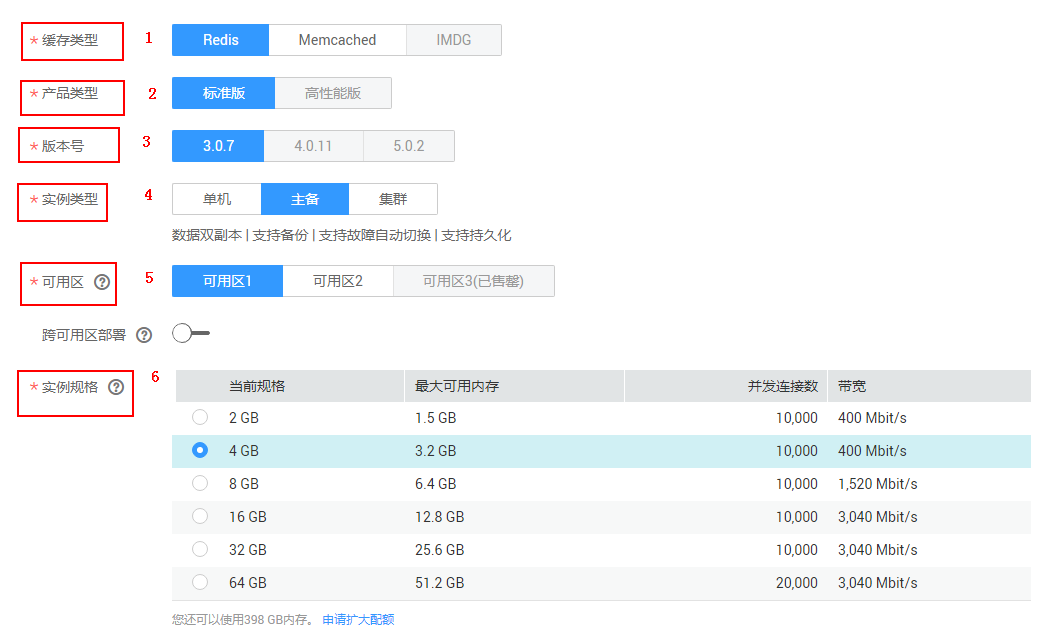 * 缓存类型 1 Redis Memcached IMDG
* 产品类型 2 标准版 高性能版
* 版本号 3 3.0.7 4.0.11 5.0.2
* 实例类型 4 单机 主备 集群
数据双副本 | 支持备份 | 支持故障自动切换 | 支持持久化
* 可用区 ? 5 可用区1 可用区2 可用区3(已售罄)
跨可用区部署 ?
* 实例规格 ? 6 当前规格 最大可用内存 并发连接数 带宽
2 GB 1.5 GB 10,000 400 Mbit/s
4 GB 3.2 GB 10,000 400 Mbit/s
8 GB 6.4 GB 10,000 1,520 Mbit/s
16 GB 12.8 GB 10,000 3,040 Mbit/s
32 GB 25.6 GB 10,000 3,040 Mbit/s
64 GB 51.2 GB 20,000 3,040 Mbit/s
您还可以使用398 GB内存。 申请扩大配额